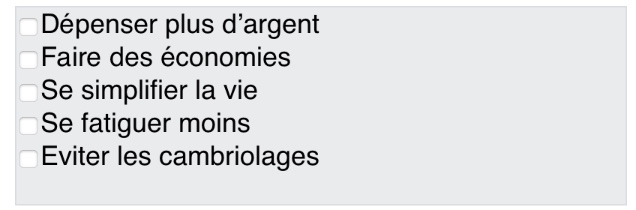 Dépenser plus d’argent
Faire des économies
Se simplifier la vie
Se fatiguer moins
Eviter les cambriolages